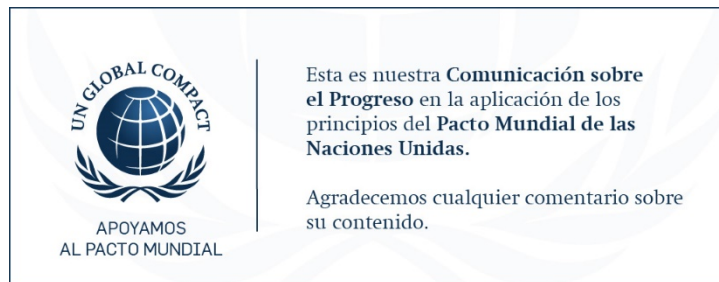 UN GLOBAL COMPACT
APOYAMOS
AL PACTO MUNDIAL
Esta es nuestra Comunicación sobre
el Progreso en la aplicación de los
principios del Pacto Mundial de las
Naciones Unidas.
Agradecemos cualquier comentario sobre
su contenido.